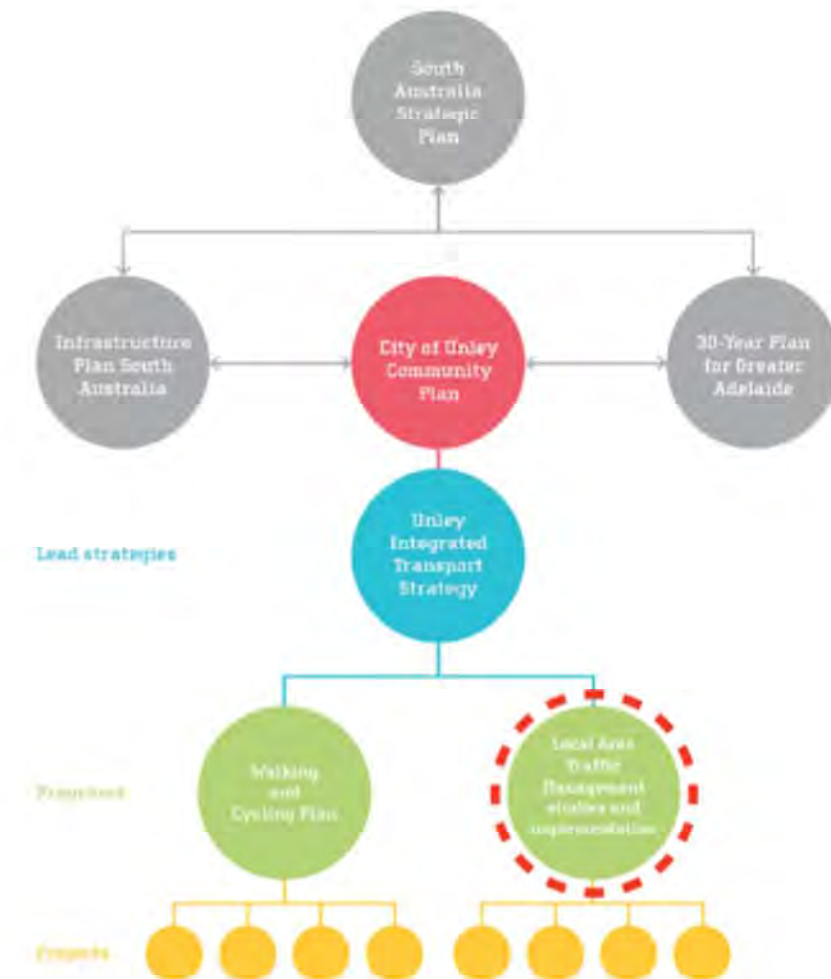 South
Australia
Strategic
Plan
Infrastructure
Plan South
Australia
City of Unley
Community
Plan
30-Year Plan
for Greater
Adelaide
Lead strategies
Unley
Integrated
Transport
Strategy
Walking
and
Cycling Plan
Local Area
Traffic
Management
studies and
implementation
Projects